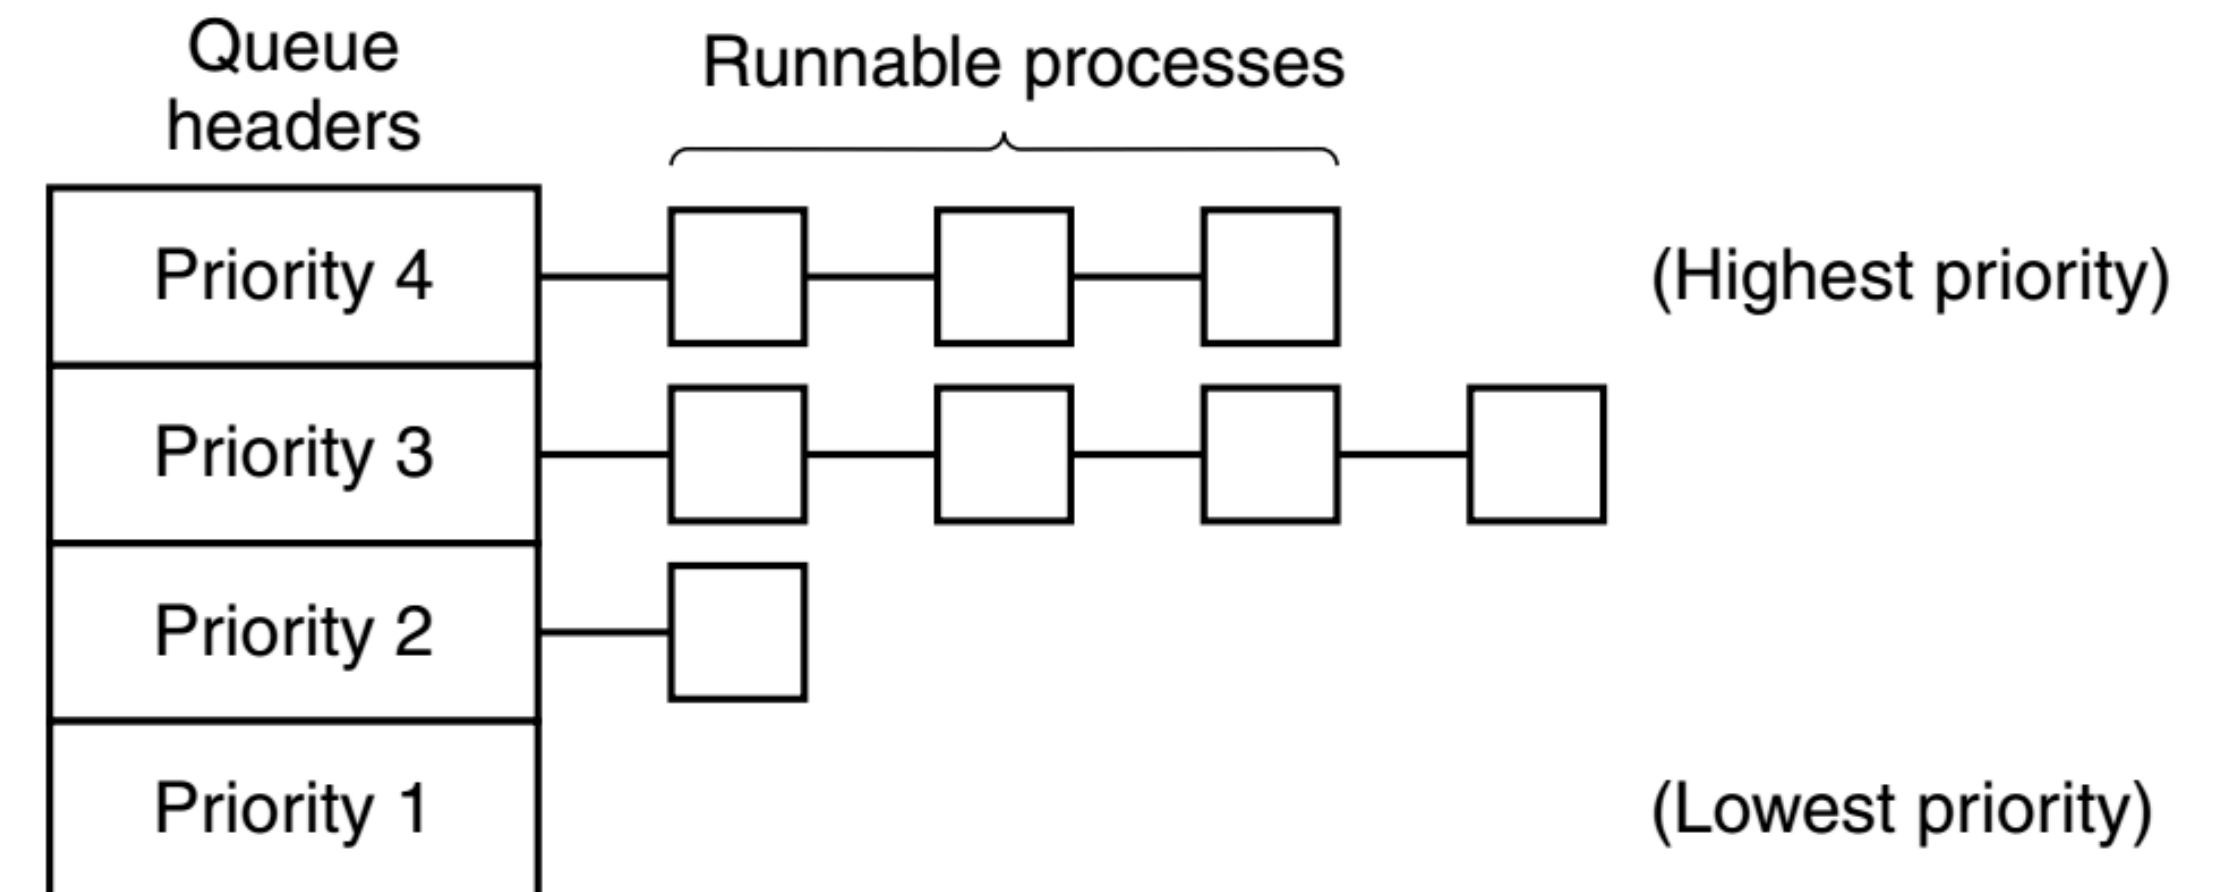 Queue
headers
Runnable processes
Priority 4
(Highest priority)
Priority 3
Priority 2
Priority 1
(Lowest priority)